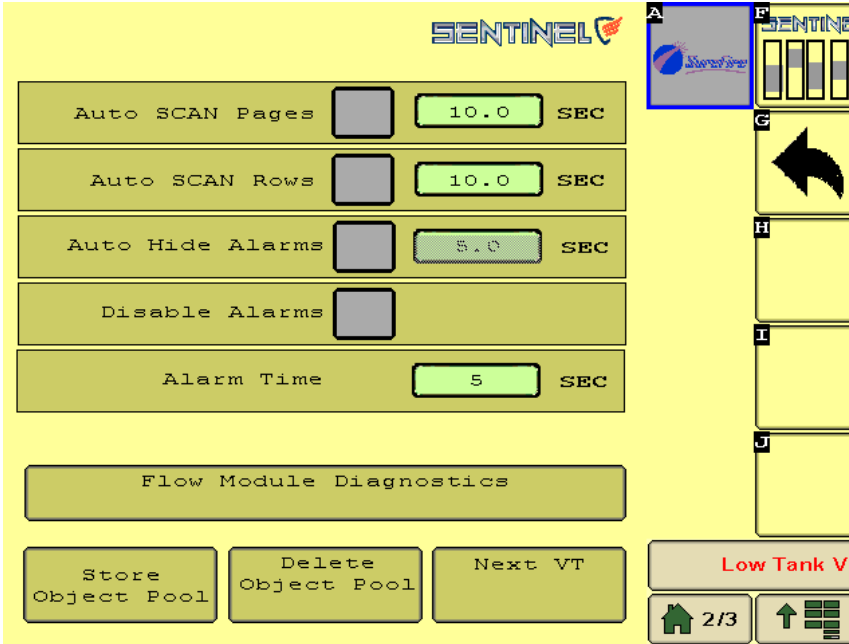 SENTINEL
A
F
SENTINE
Surefire
Auto SCAN Pages 10.0 SEC
G
Auto SCAN Rows 10.0 SEC
Auto Hide Alarms 5.0 SEC
H
Disable Alarms
I
Alarm Time 5 SEC
J
Flow Module Diagnostics
Store
Object Pool
Delete
Object Pool
Next VT
Low Tank V
2/3